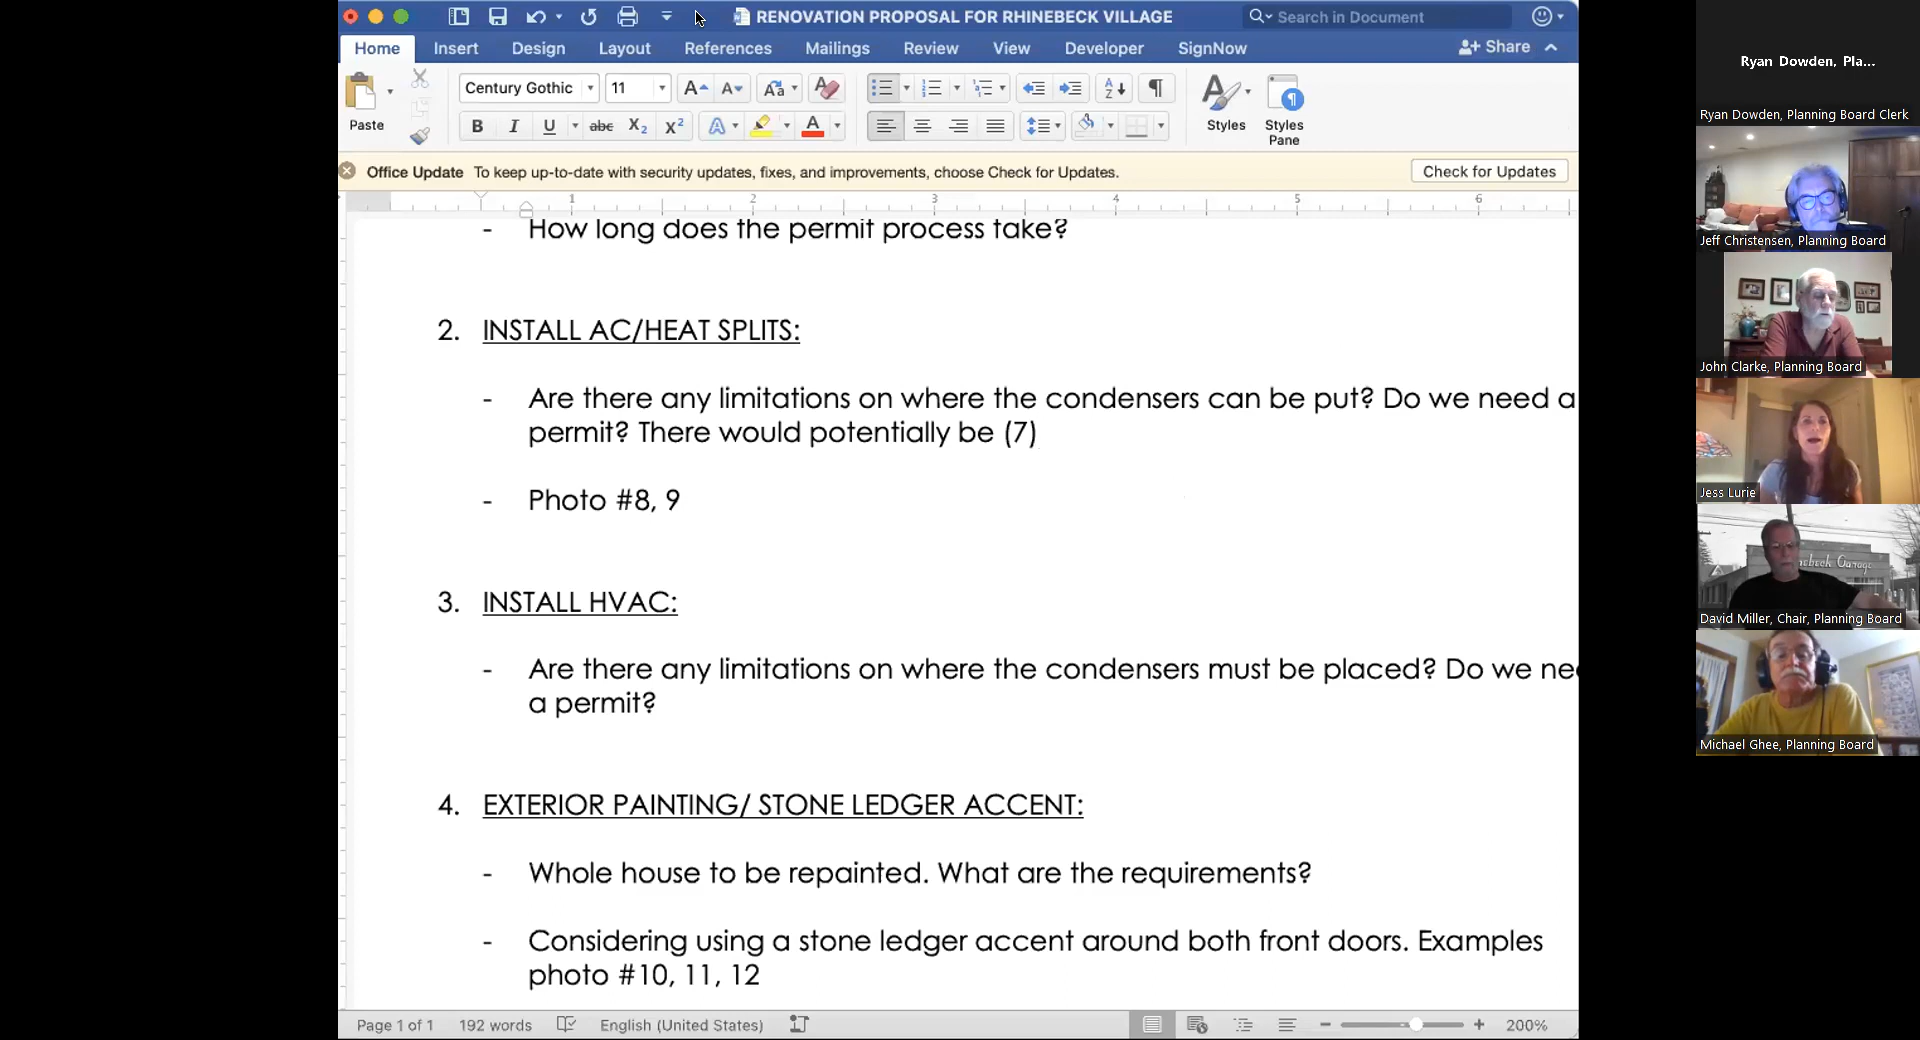 RENOVATION PROPOSAL FOR RHINEBECK VILLAGE
Search in Document
Home Insert Design Layout References Mailings Review View Developer SignNow
Share
Paste
Century Gothic
11
Styles
Styles
Pane
Office Update To keep up-to-date with security updates, fixes, and improvements, choose Check for Updates.
Check for Updates
1 2 3 4 5 6
- How long does the permit process take?
2. INSTALL AC/HEAT SPLITS:
- Are there any limitations on where the condensers can be put? Do we need a
permit? There would potentially be (7)
- Photo #8, 9
3. INSTALL HVAC:
- Are there any limitations on where the condensers must be placed? Do we nee
a permit?
4. EXTERIOR PAINTING/ STONE LEDGER ACCENT:
- Whole house to be repainted. What are the requirements?
- Considering using a stone ledger accent around both front doors. Examples
photo #10, 11, 12
Page 1 of 1 192 words English (United States) 200%
Ryan Dowden, Pla...
Ryan Dowden, Planning Board Clerk
Jeff Christensen, Planning Board
John Clarke, Planning Board
Jess Lurie
David Miller, Chair, Planning Board
Michael Ghee, Planning Board